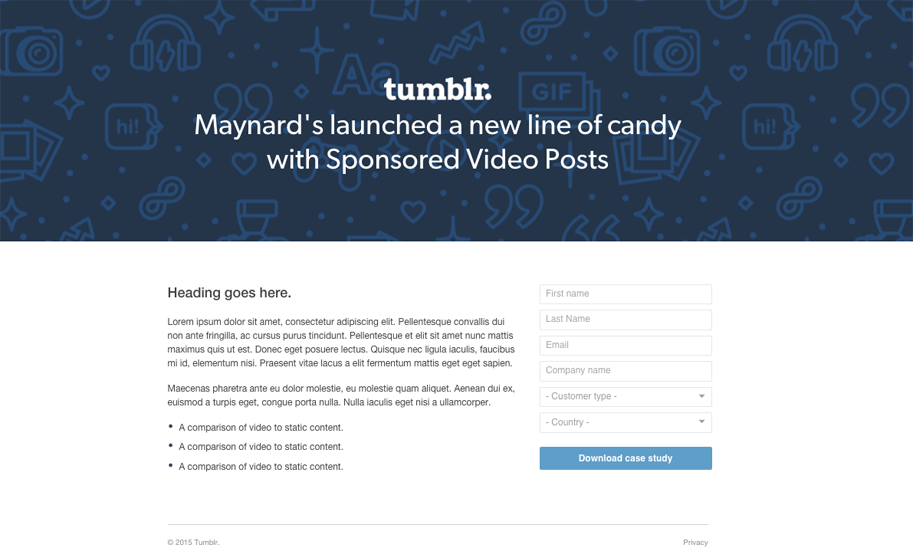 Aa
GIF
hi!
hi!
tumblr.
Maynard's launched a new line of candy
with Sponsored Video Posts
Heading goes here.
Lorem ipsum dolor sit amet, consectetur adipiscing elit. Pellentesque convallis dui
non ante fringilla, ac cursus purus tincidunt. Pellentesque et elit sit amet nunc mattis
maximus quis ut est. Donec eget posuere lectus. Quisque nec ligula iaculis, faucibus
mi id, elementum nisi. Praesent vitae lacus a elit fermentum mattis eget eget sapien.
Maecenas pharetra ante eu dolor molestie, eu molestie quam aliquet. Aenean dui ex,
euismod a turpis eget, congue porta nulla. Nulla iaculis eget nisi a ullamcorper.
• A comparison of video to static content.
• A comparison of video to static content.
• A comparison of video to static content.
First name
Last Name
Email
Company name
- Customer type -
- Country -
Download case study
© 2015 Tumblr.
Privacy